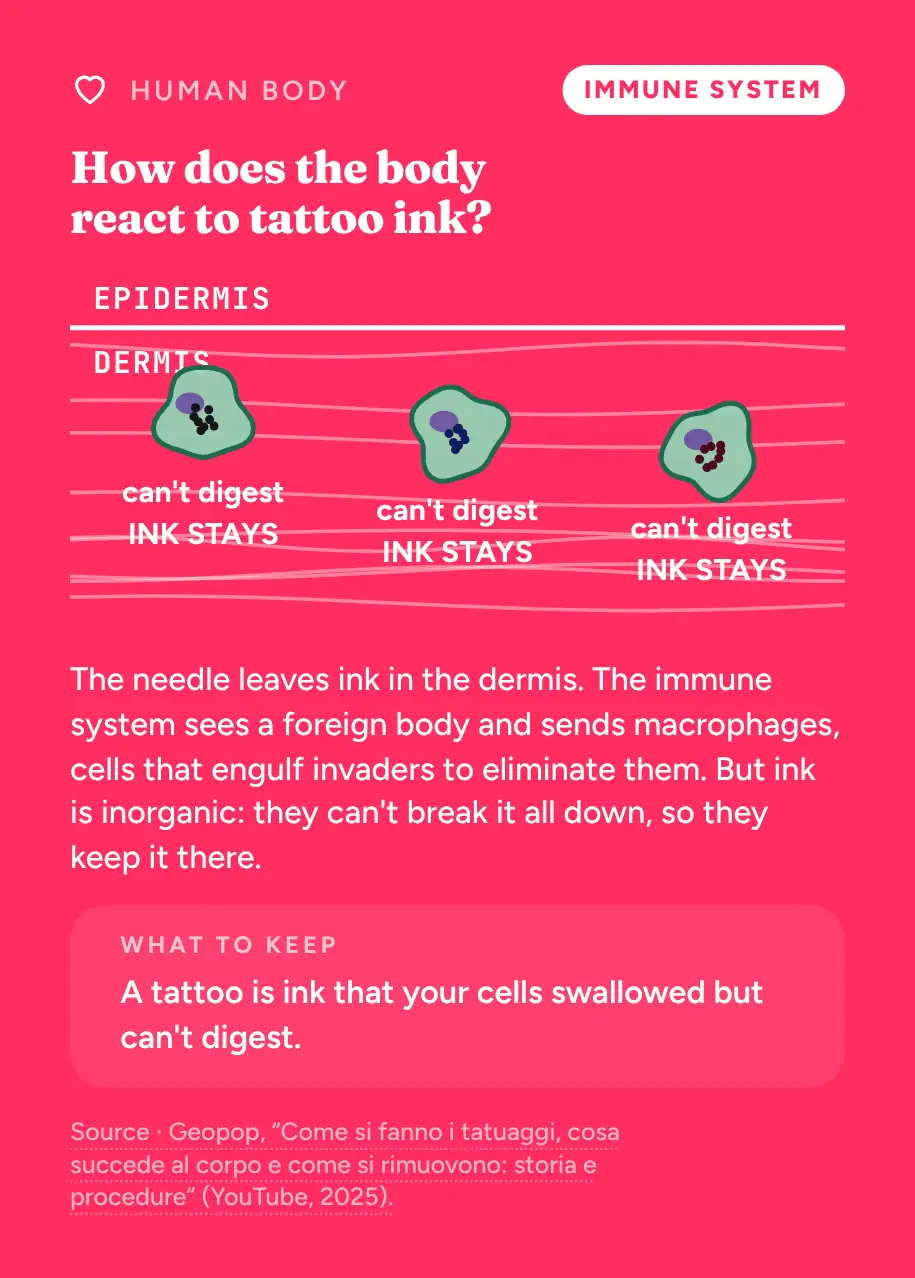 HUMAN BODY
IMMUNE SYSTEM
How does the body
react to tattoo ink?
EPIDERMIS
DERMIS
can't digest
INK STAYS
can't digest
INK STAYS
can't digest
INK STAYS
The needle leaves ink in the dermis. The immune
system sees a foreign body and sends macrophages,
cells that engulf invaders to eliminate them. But ink
is inorganic: they can't break it all down, so they
keep it there.
WHAT TO KEEP
A tattoo is ink that your cells swallowed but
can't digest.
Source · Geopop, “Come si fanno i tatuaggi, cosa
succede al corpo e come si rimuovono: storia e
procedure” (YouTube, 2025).